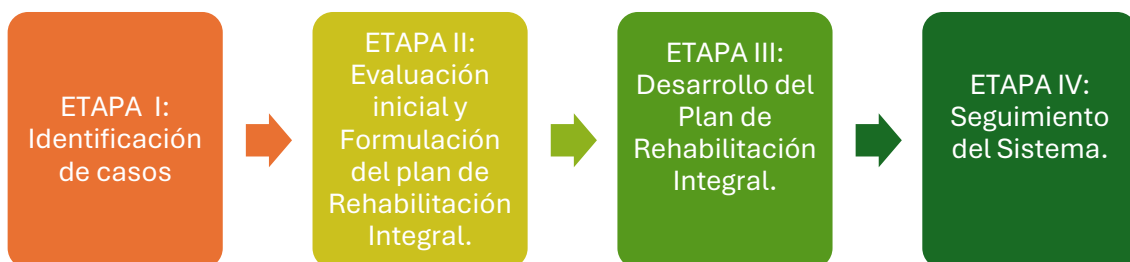 ETAPA I:
Identificación
de casos
ETAPA II:
Evaluación
inicial y
Formulación
del plan de
Rehabilitación
Integral.
ETAPA III:
Desarrollo del
Plan de
Rehabilitación
Integral.
ETAPA IV:
Seguimiento
del Sistema.